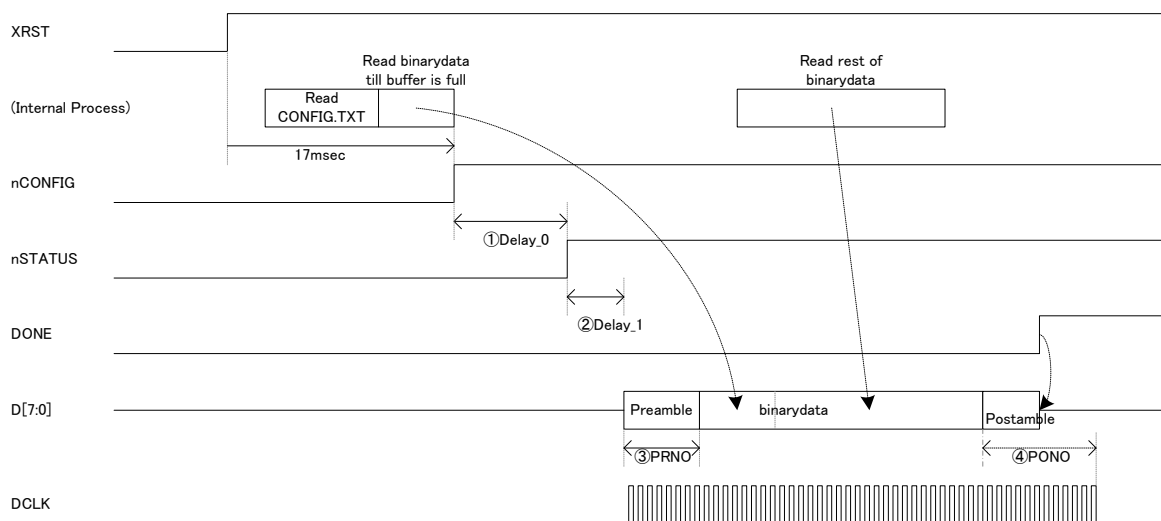 XRST
Read binarydata
till buffer is full
Read rest of
binarydata
(Internal Process)
Read
CONFIG.TXT
17msec
nCONFIG
①Delay_0
nSTATUS
②Delay_1
DONE
D[7:0]
Preamble
binarydata
Postamble
③PRNO
④PONO
DCLK